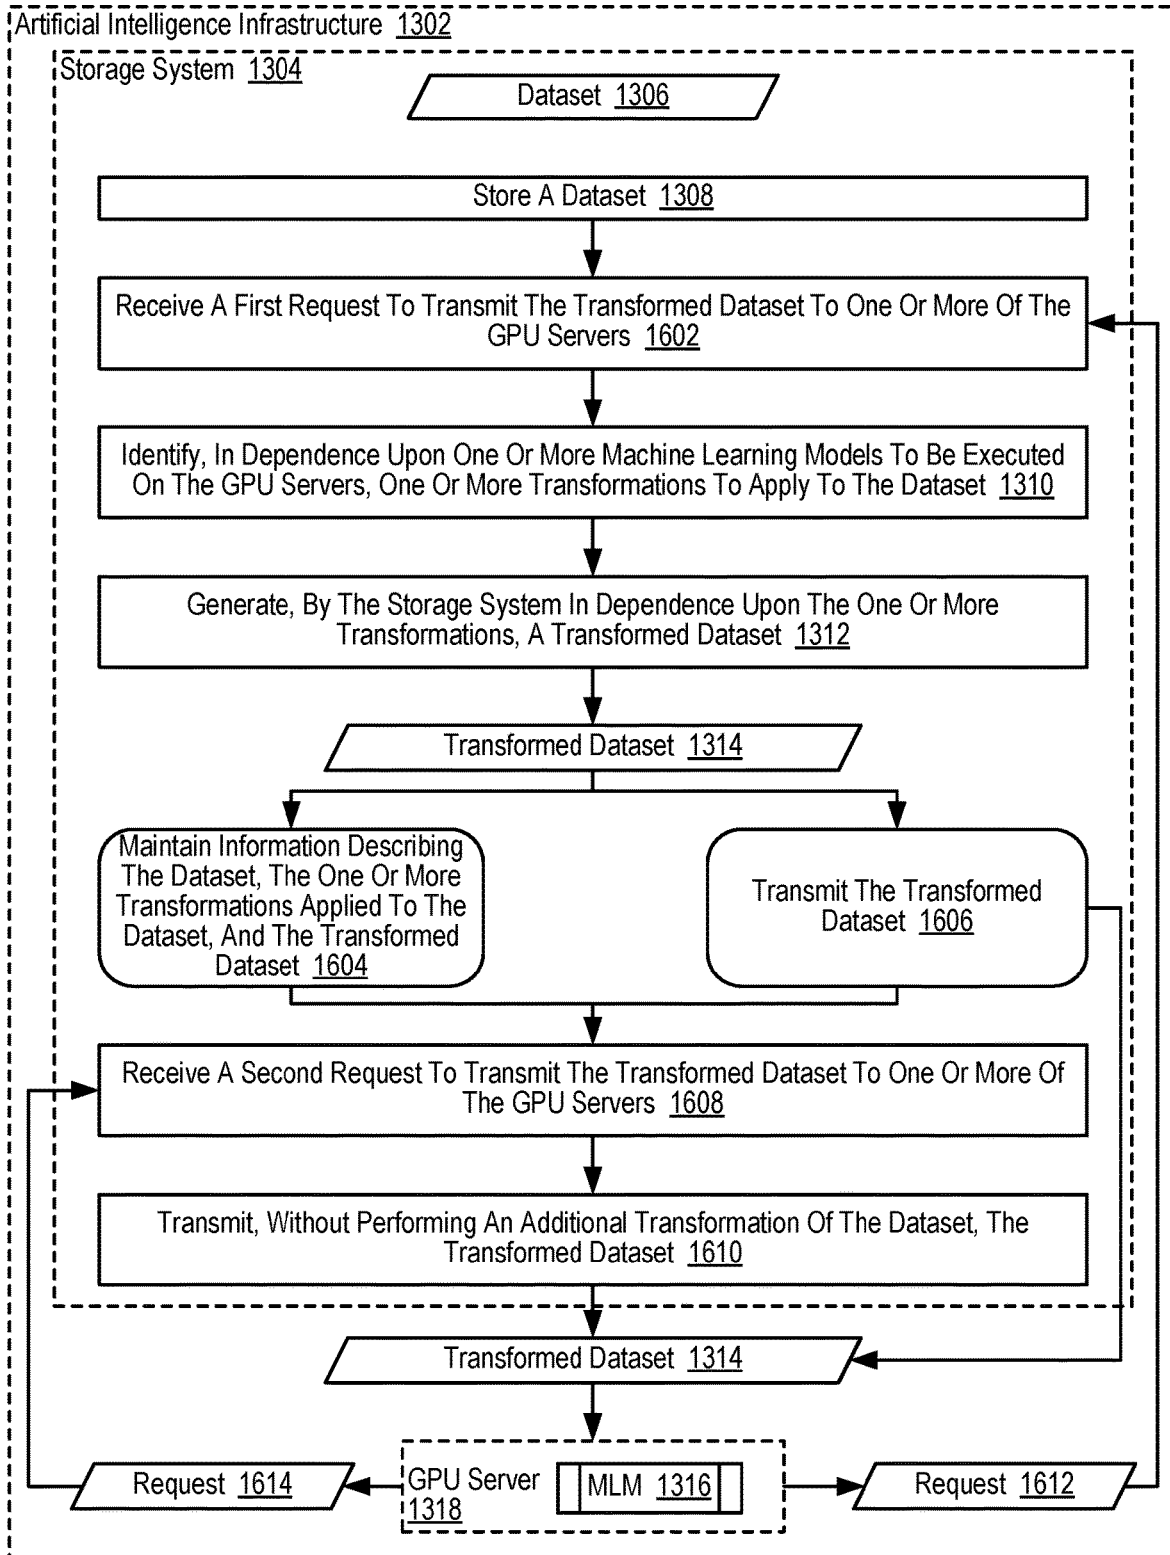 Artificial Intelligence Infrastructure 1302
Storage System 1304
Dataset 1306
Store A Dataset 1308
Receive A First Request To Transmit The Transformed Dataset To One Or More Of The
GPU Servers 1602
Identify, In Dependence Upon One Or More Machine Learning Models To Be Executed
On The GPU Servers, One Or More Transformations To Apply To The Dataset 1310
Generate, By The Storage System In Dependence Upon The One Or More
Transformations, A Transformed Dataset 1312
Transformed Dataset 1314
Maintain Information Describing
The Dataset, The One Or More
Transformations Applied To The
Dataset, And The Transformed
Dataset 1604
Transmit The Transformed
Dataset 1606
Receive A Second Request To Transmit The Transformed Dataset To One Or More Of
The GPU Servers 1608
Transmit, Without Performing An Additional Transformation Of The Dataset, The
Transformed Dataset 1610
Transformed Dataset 1314
Request 1614
GPU Server
1318
MLM 1316
Request 1612